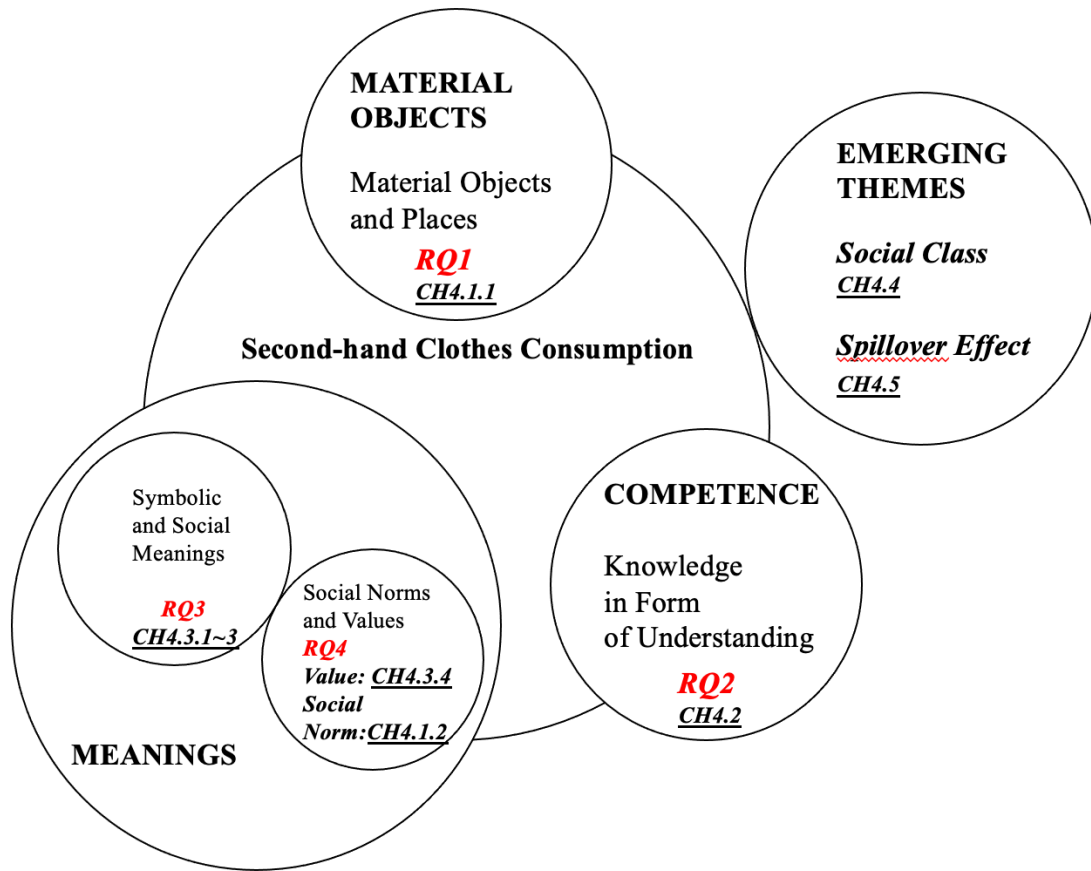 MATERIAL
OBJECTS
Material Objects
and Places
RQ1
CH4.1.1
EMERGING
THEMES
Social Class
CH4.4
Spillover Effect
CH4.5
Second-hand Clothes Consumption
Symbolic
and Social
Meanings
RQ3
CH4.3.1~3
Social Norms
and Values
RQ4
Value: CH4.3.4
Social
Norm:CH4.1.2
MEANINGS
COMPETENCE
Knowledge
in Form
of Understanding
RQ2
CH4.2